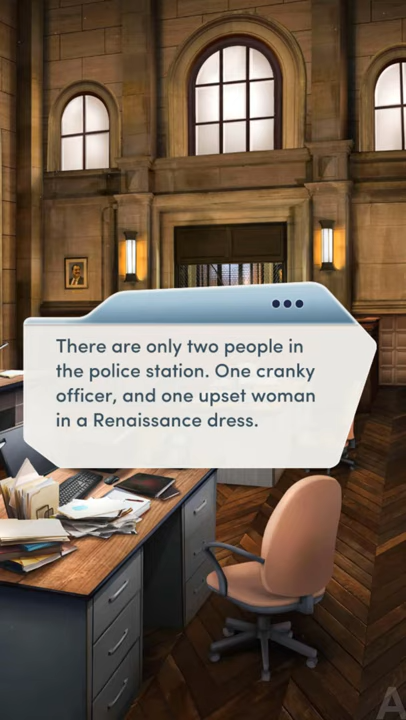 There are only two people in
the police station. One cranky
officer, and one upset woman
in a Renaissance dress.
A